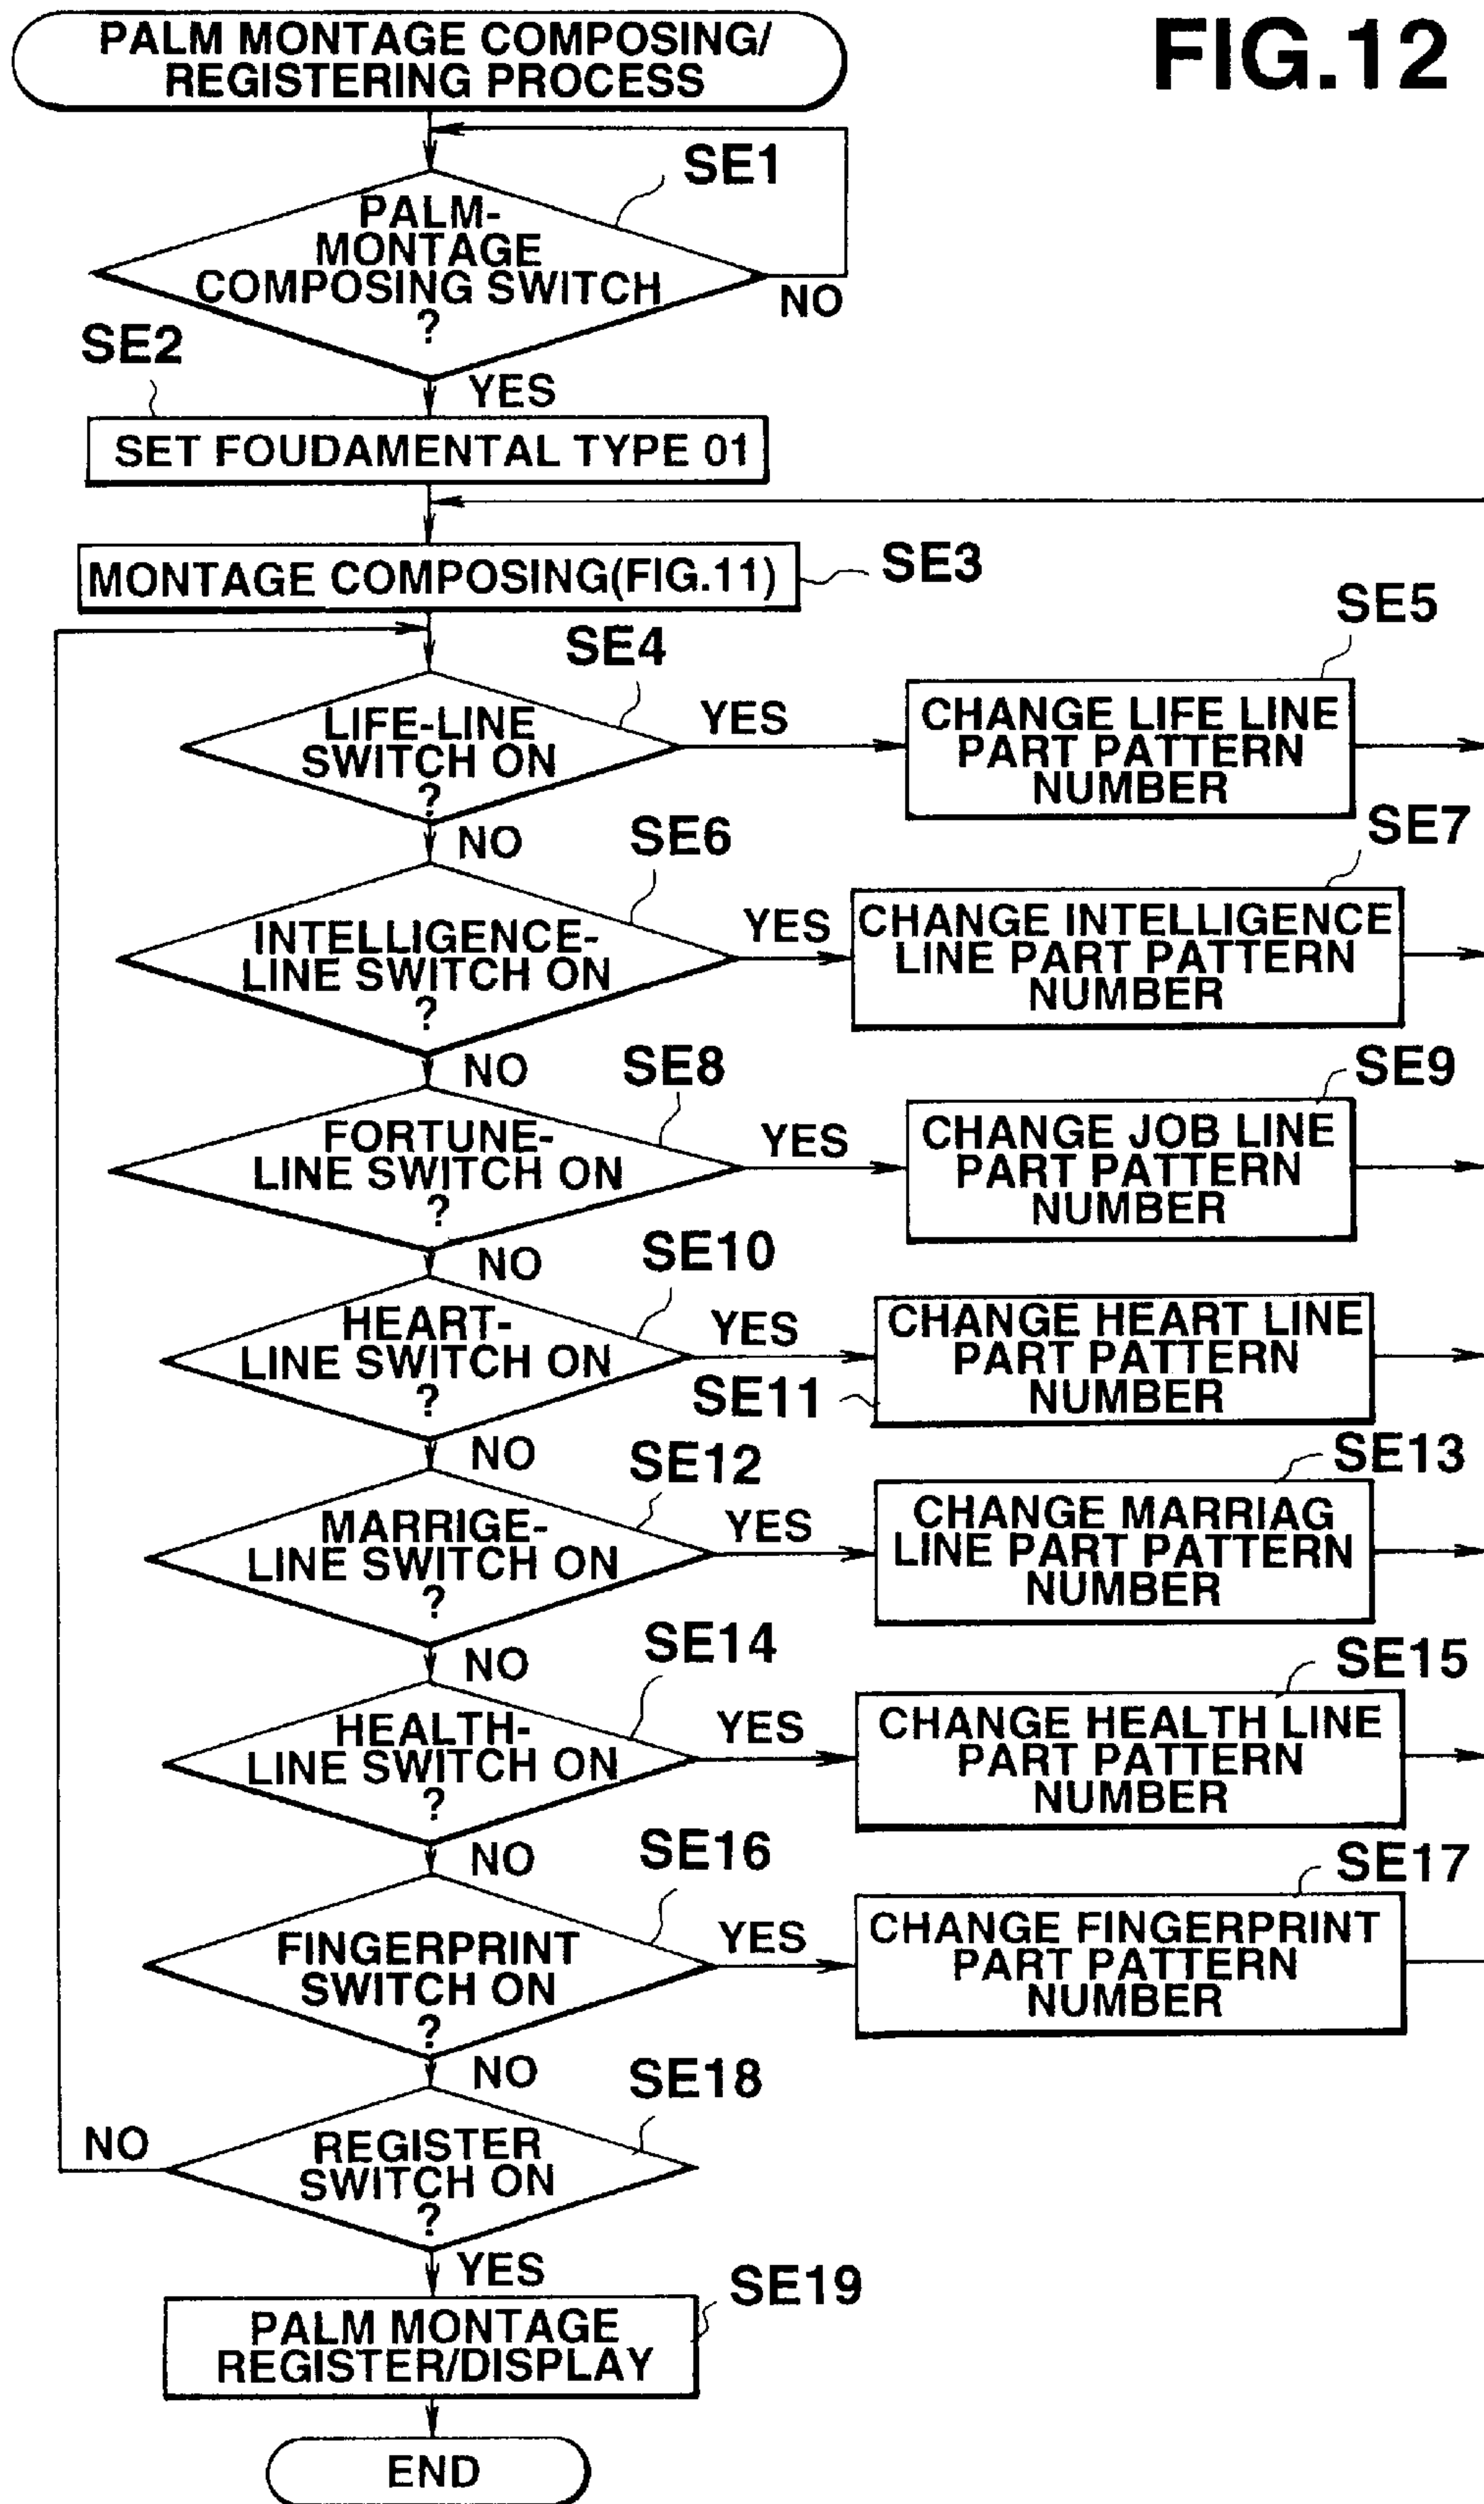 PALM MONTAGE COMPOSING/
REGISTERING PROCESS
FIG.12
SE1
PALM-
MONTAGE
COMPOSING SWITCH
?
NO
SE2
YES
SET FOUDAMENTAL TYPE 01
MONTAGE COMPOSING(FIG.11)
SE3
SE4
LIFE-LINE
SWITCH ON
?
YES
SE5
CHANGE LIFE LINE
PART PATTERN
NUMBER
NO
SE6
INTELLIGENCE-
LINE SWITCH ON
?
YES
SE7
CHANGE INTELLIGENCE
LINE PART PATTERN
NUMBER
NO
SE8
FORTUNE-
LINE SWITCH ON
?
YES
SE9
CHANGE JOB LINE
PART PATTERN
NUMBER
NO
SE10
HEART-
LINE SWITCH ON
?
YES
SE11
CHANGE HEART LINE
PART PATTERN
NUMBER
NO
SE12
MARRIGE-
LINE SWITCH ON
?
YES
SE13
CHANGE MARRIAG
LINE PART PATTERN
NUMBER
NO
SE14
HEALTH-
LINE SWITCH ON
?
YES
SE15
CHANGE HEALTH LINE
PART PATTERN
NUMBER
NO
SE16
FINGERPRINT
SWITCH ON
?
YES
SE17
CHANGE FINGERPRINT
PART PATTERN
NUMBER
NO
SE18
REGISTER
SWITCH ON
?
NO
YES
SE19
PALM MONTAGE
REGISTER/DISPLAY
END